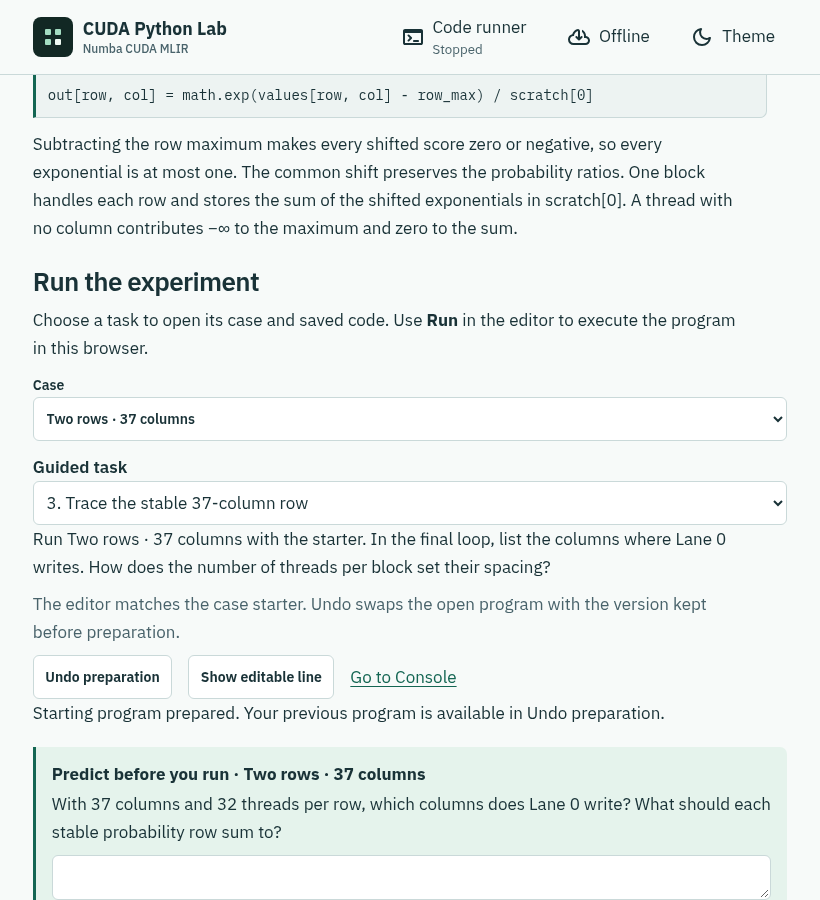 CUDA Python Lab
Numba CUDA MLIR
Code runner
Stopped
Offline
Theme
out[row, col] = math.exp(values[row, col] - row_max) / scratch[0]
Subtracting the row maximum makes every shifted score zero or negative, so every
exponential is at most one. The common shift preserves the probability ratios. One block
handles each row and stores the sum of the shifted exponentials in scratch[0]. A thread with
no column contributes −∞ to the maximum and zero to the sum.
Run the experiment
Choose a task to open its case and saved code. Use Run in the editor to execute the program
in this browser.
Case
Two rows · 37 columns
Guided task
3. Trace the stable 37-column row
Run Two rows · 37 columns with the starter. In the final loop, list the columns where Lane 0
writes. How does the number of threads per block set their spacing?
The editor matches the case starter. Undo swaps the open program with the version kept
before preparation.
Undo preparation
Show editable line
Go to Console
Starting program prepared. Your previous program is available in Undo preparation.
Predict before you run · Two rows · 37 columns
With 37 columns and 32 threads per row, which columns does Lane 0 write? What should each
stable probability row sum to?